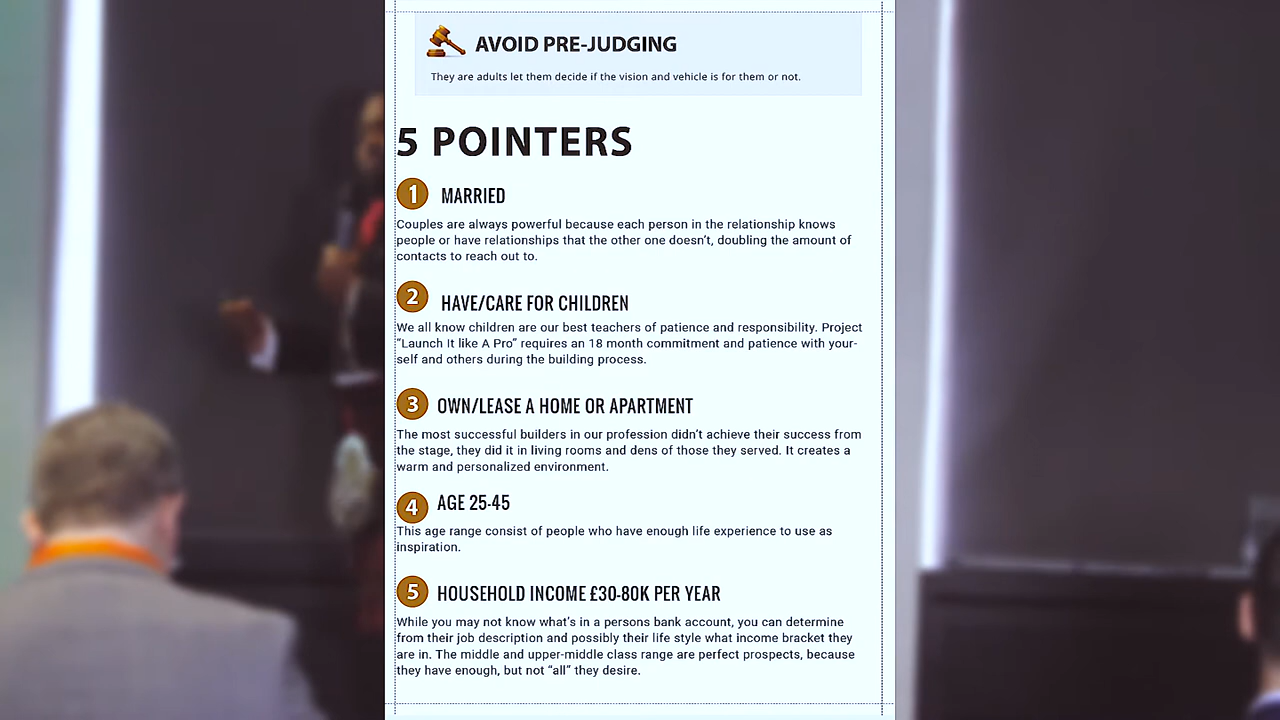 AVOID PRE-JUDGING
They are adults let them decide if the vision and vehicle is for them or not.
5 POINTERS
1 MARRIED
Couples are always powerful because each person in the relationship knows
people or have relationships that the other one doesn't, doubling the amount of
contacts to reach out to.
2 HAVE/CARE FOR CHILDREN
We all know children are our best teachers of patience and responsibility. Project
“Launch It like A Pro” requires an 18 month commitment and patience with your-
self and others during the building process.
3 OWN/LEASE A HOME OR APARTMENT
The most successful builders in our profession didn't achieve their success from
the stage, they did it in living rooms and dens of those they served. It creates a
warm and personalized environment.
4 AGE 25-45
This age range consist of people who have enough life experience to use as
inspiration.
5 HOUSEHOLD INCOME £30-80K PER YEAR
While you may not know what's in a persons bank account, you can determine
from their job description and possibly their life style what income bracket they
are in. The middle and upper-middle class range are perfect prospects, because
they have enough, but not “all” they desire.